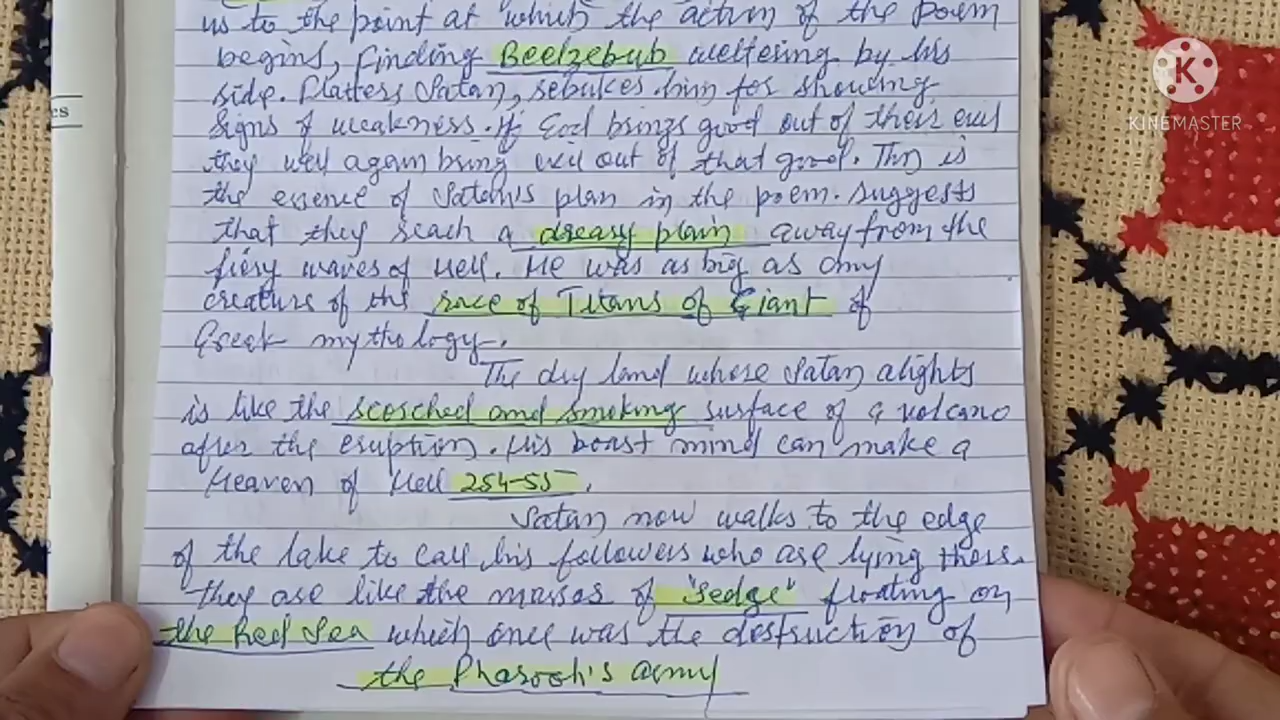 us to the point at which the action of the Poem
begins, Finding Beelzebub weltering by his
side. Flatters Satan, rebukes him for showing
signs of weakness. If God brings good out of their evil
they will again bring evil out of that good. This is
the essence of Satan's plan in the poem. Suggests
that they reach a dreary plain away from the
fiery waves of Hell. He was as big as any
creature of the race of Titans of Giant of
Greek mythology.
The dry land where Satan alights
is like the scorched and smoking surface of a volcano
after the eruption. His boast mind can make a
Heaven of Hell 254-55.
Satan now walks to the edge
of the lake to call his followers who are lying there.
they are like the masses of "sedge" floating on
the Red Sea which once was the destruction of
the Pharooh's army
es
KINEMASTER